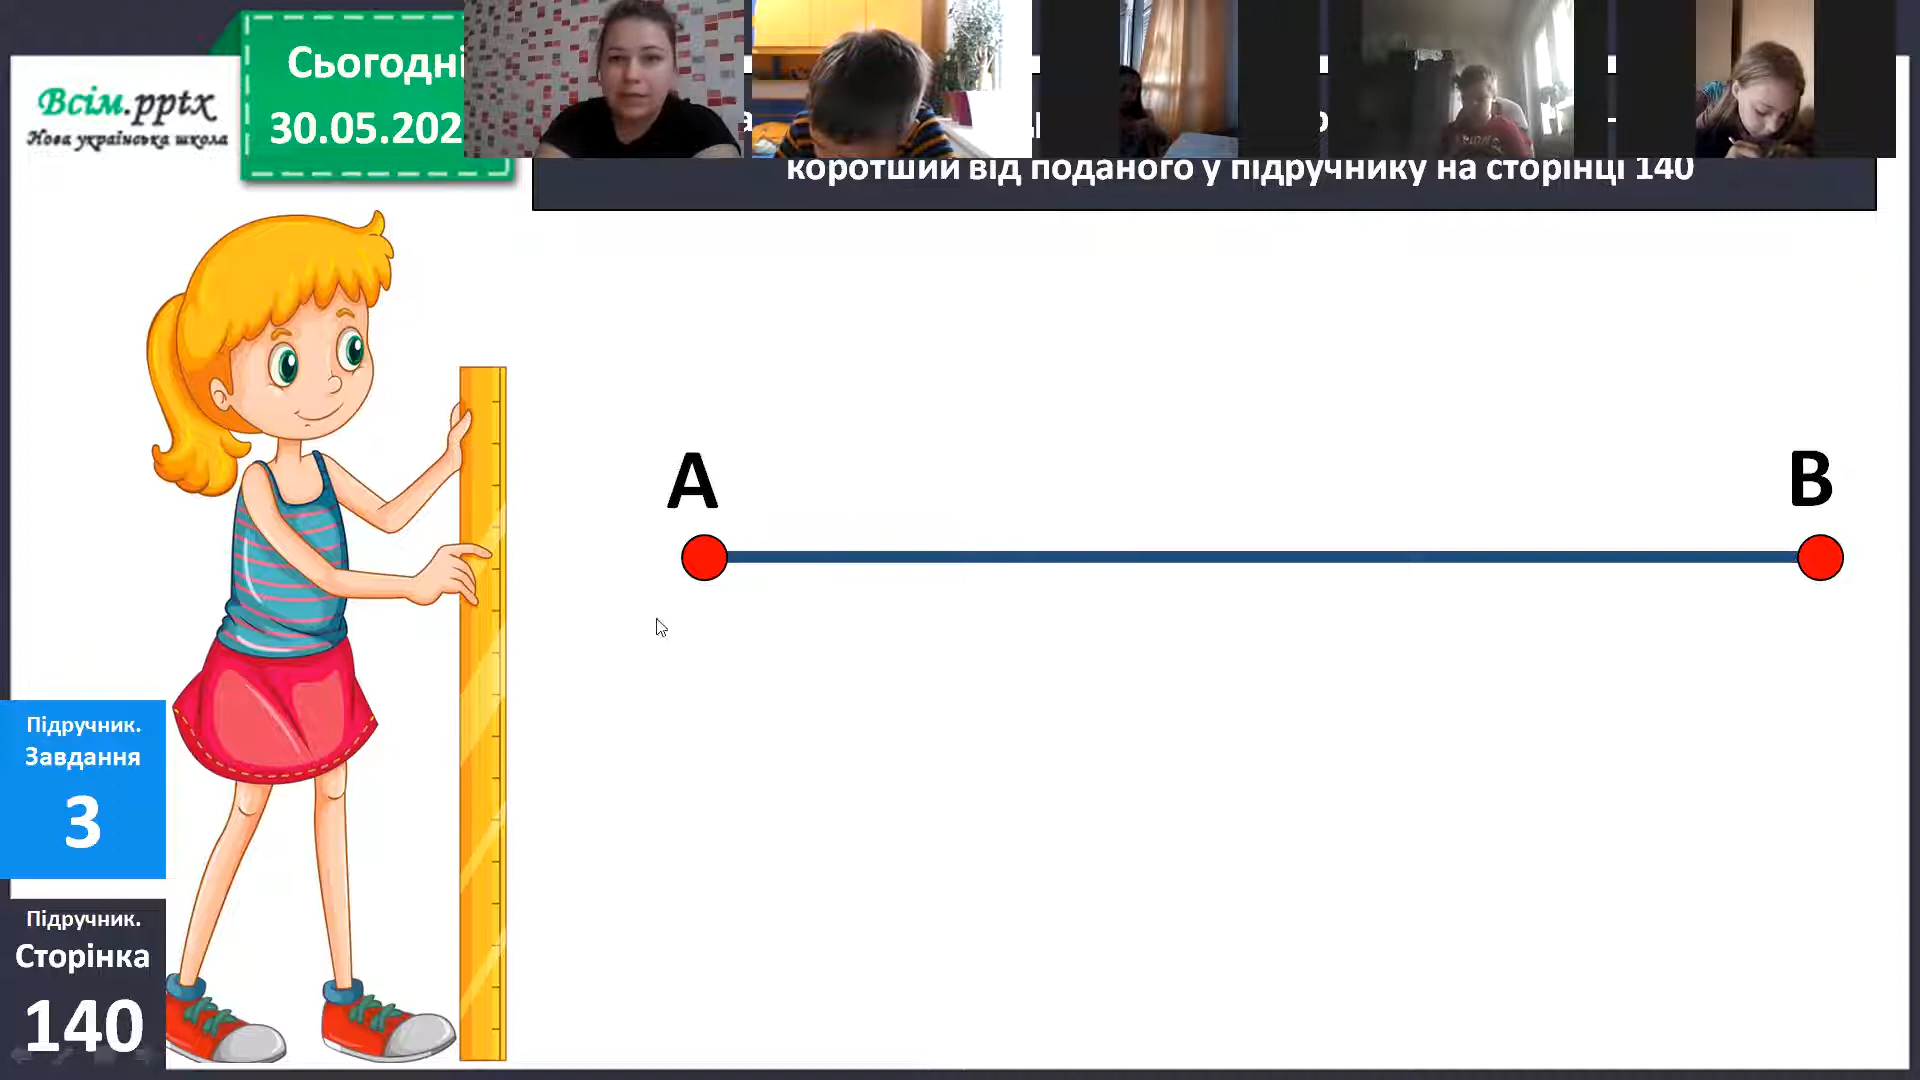 Всім.pptx
Нова українська школа
Сьогодні
30.05.202
коротший від поданого у підручнику на сторінці 140
А
В
Підручник.
Завдання
3
Підручник.
Сторінка
140